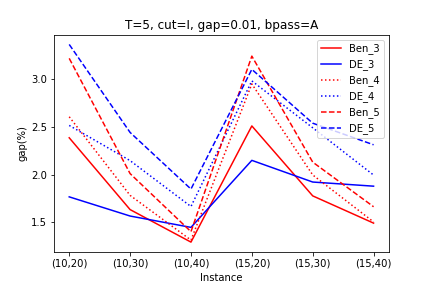 T=5, cut=I, gap=0.01, bpass=A
Ben_3
DE_3
Ben_4
DE_4
Ben_5
DE_5
gap(%)
3.0
2.5
2.0
1.5
(10,20) (10,30) (10,40) (15,20) (15,30) (15,40)
Instance